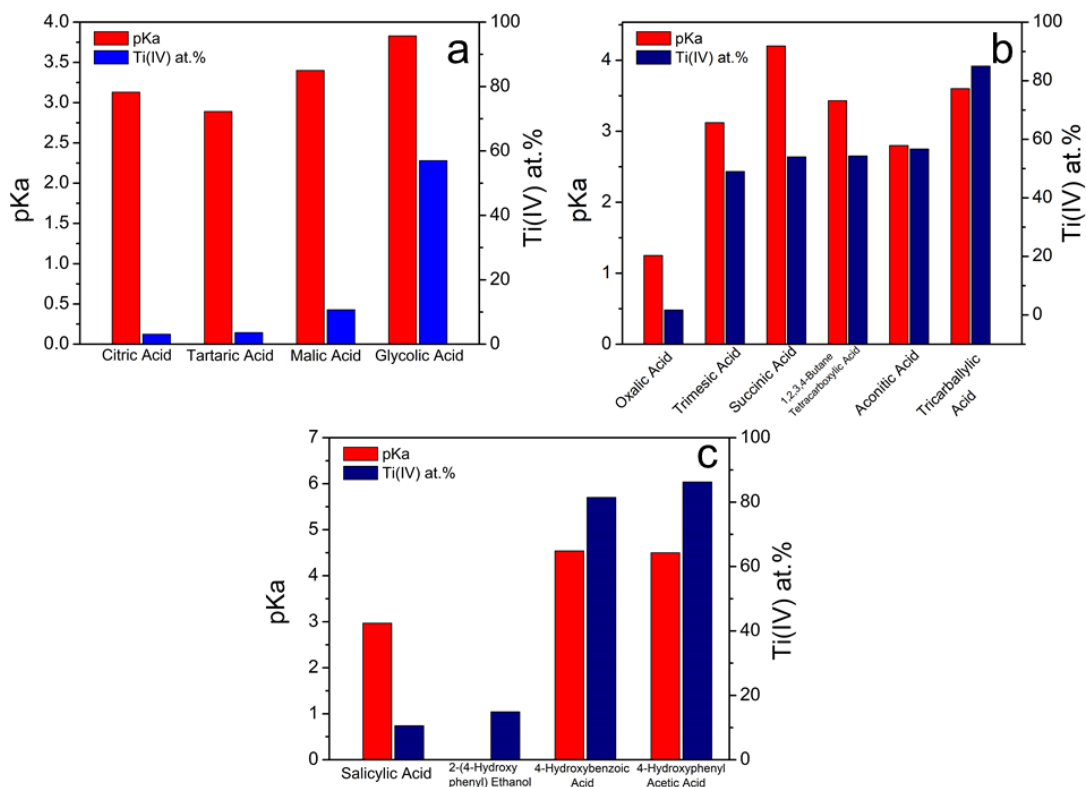 a
pKa
Ti(IV) at.%
4.0
3.5
3.0
2.5
2.0
1.5
1.0
0.5
0.0
pKa
100
80
60
40
20
0
Ti(IV) at.%
Citric Acid Tartaric Acid Malic Acid Glycolic Acid
b
pKa
Ti(IV) at.%
4
3
2
1
0
pKa
100
80
60
40
20
0
Ti(IV) at.%
Oxalic Acid
Trimesic Acid
Succinic Acid
1,2,3,4-Butane
Tetracarboxylic Acid
Aconitic Acid
Tricarballylic
Acid
c
pKa
Ti(IV) at.%
7
6
5
4
3
2
1
0
pKa
100
80
60
40
20
0
Ti(IV) at.%
Salicylic Acid
2-(4-Hydroxy
phenyl) Ethanol
4-Hydroxybenzoic
Acid
4-Hydroxyphenyl
Acetic Acid